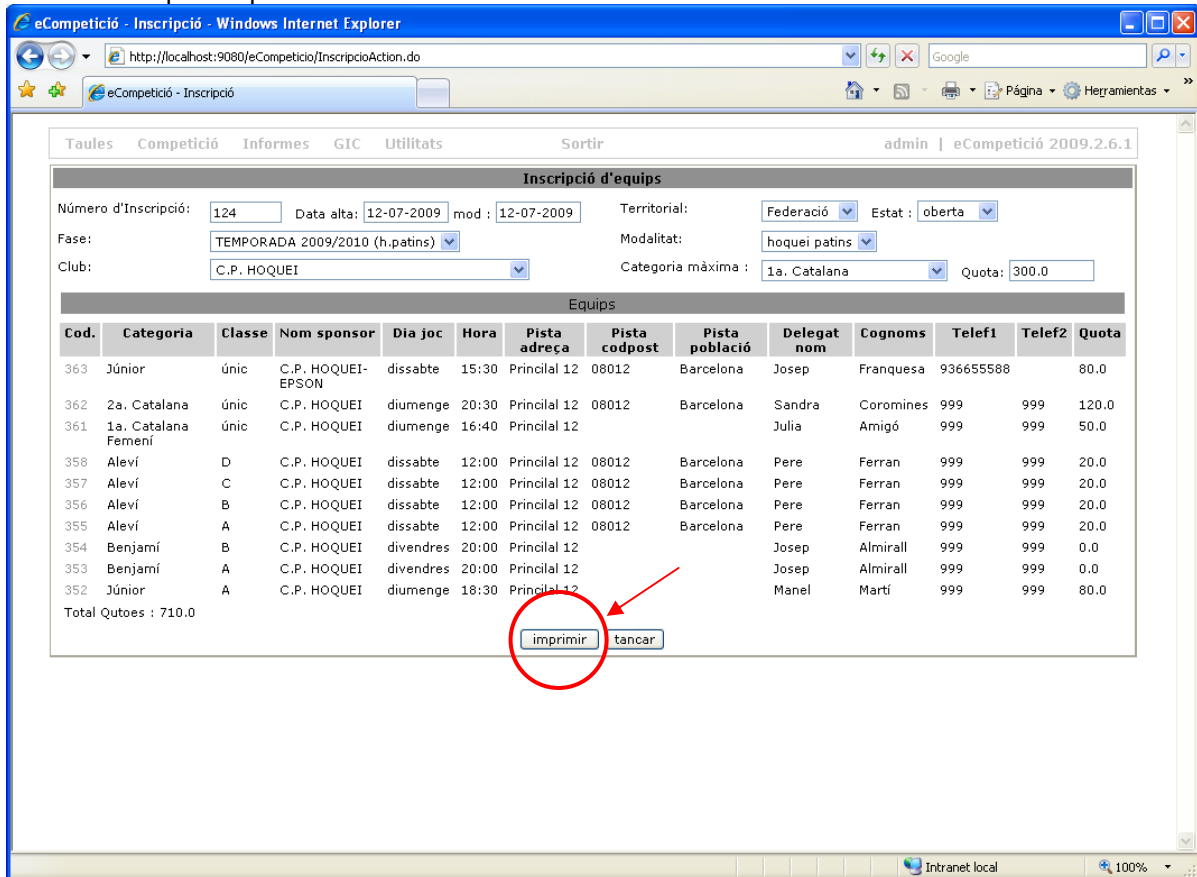 eCompetició - Inscripció - Windows Internet Explorer
http://localhost:9080/eCompeticio/InscripcioAction.do
Google
eCompetició - Inscripció
Página
Herramientas
»
Taules Competició Informes GIC Utilitats Sortir admin | eCompetició 2009.2.6.1
Inscripció d'equips
Número d'Inscripció: 124 Data alta: 12-07-2009 mod : 12-07-2009 Territorial: Federació Estat : oberta
Fase: TEMPORADA 2009/2010 (h.patins) Modalitat: hoquei patins
Club: C.P. HOQUEI Categoria màxima : 1a. Catalana Quota: 300.0
Equips
Cod. Categoria Classe Nom sponsor Dia joc Hora Pista adreça Pista codpost Pista població Delegat nom Cognoms Telef1 Telef2 Quota
363 Júnior únic C.P. HOQUEI-EPSON dissabte 15:30 Princilal 12 08012 Barcelona Josep Franquesa 936655588 80.0
362 2a. Catalana únic C.P. HOQUEI diumenge 20:30 Princilal 12 08012 Barcelona Sandra Coromines 999 999 120.0
361 1a. Catalana Femení únic C.P. HOQUEI diumenge 16:40 Princilal 12 Julia Amigó 999 999 50.0
358 Aleví D C.P. HOQUEI dissabte 12:00 Princilal 12 08012 Barcelona Pere Ferran 999 999 20.0
357 Aleví C C.P. HOQUEI dissabte 12:00 Princilal 12 08012 Barcelona Pere Ferran 999 999 20.0
356 Aleví B C.P. HOQUEI dissabte 12:00 Princilal 12 08012 Barcelona Pere Ferran 999 999 20.0
355 Aleví A C.P. HOQUEI dissabte 12:00 Princilal 12 08012 Barcelona Pere Ferran 999 999 20.0
354 Benjamí B C.P. HOQUEI divendres 20:00 Princilal 12 Josep Almirall 999 999 0.0
353 Benjamí A C.P. HOQUEI divendres 20:00 Princilal 12 Josep Almirall 999 999 0.0
352 Júnior A C.P. HOQUEI diumenge 18:30 Princilal 12 Manel Martí 999 999 80.0
Total Qutoes : 710.0
imprimir tancar
Intranet local 100%